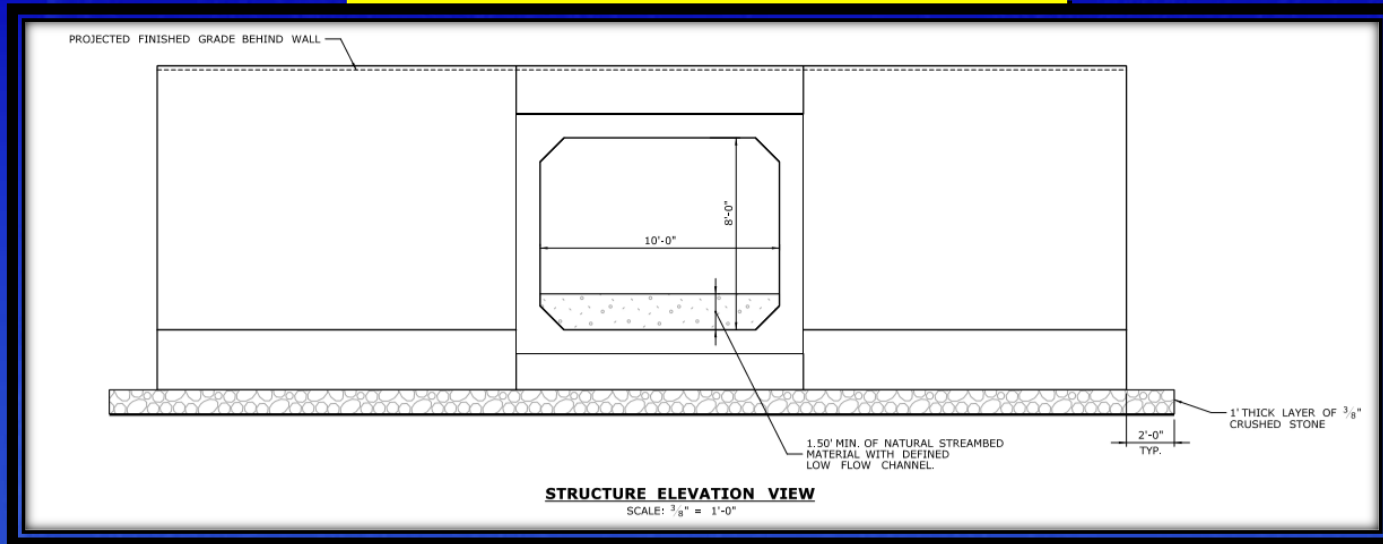 PROJECTED FINISHED GRADE BEHIND WALL
8'-0"
10'-0"
1' THICK LAYER OF 3/8"
CRUSHED STONE
2'-0"
TYP.
1.50' MIN. OF NATURAL STREAMBED
MATERIAL WITH DEFINED
LOW FLOW CHANNEL.
STRUCTURE ELEVATION VIEW
SCALE: 3/8" = 1'-0"